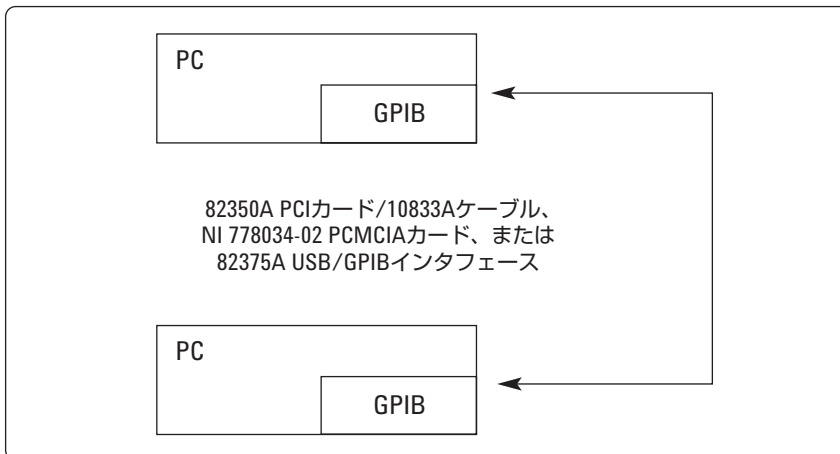 PC
GPIB
82350A PCIカード/10833Aケーブル、
NI 778034-02 PCMCIAカード、または
82375A USB/GPIBインタフェース
PC
GPIB